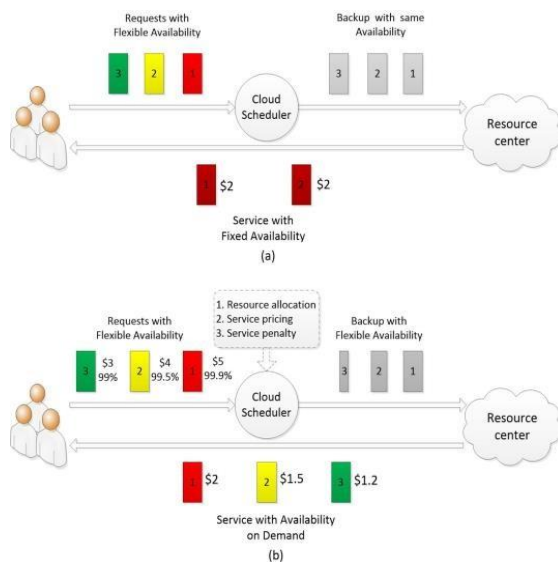 Requests with
Flexible Availability
Backup with same
Availability
3 2 1
3 2 1
Cloud
Scheduler
Resource
center
1 $2 2 $2
Service with
Fixed Availability
(a)
1. Resource allocation
2. Service pricing
3. Service penalty
Requests with
Flexible Availability
Backup with Flexible
Availability
3 $3 99% 2 $4 99.5% 1 $5 99.9%
3 2 1
Cloud
Scheduler
Resource
center
1 $2 2 $1.5 3 $1.2
Service with Availability
on Demand
(b)